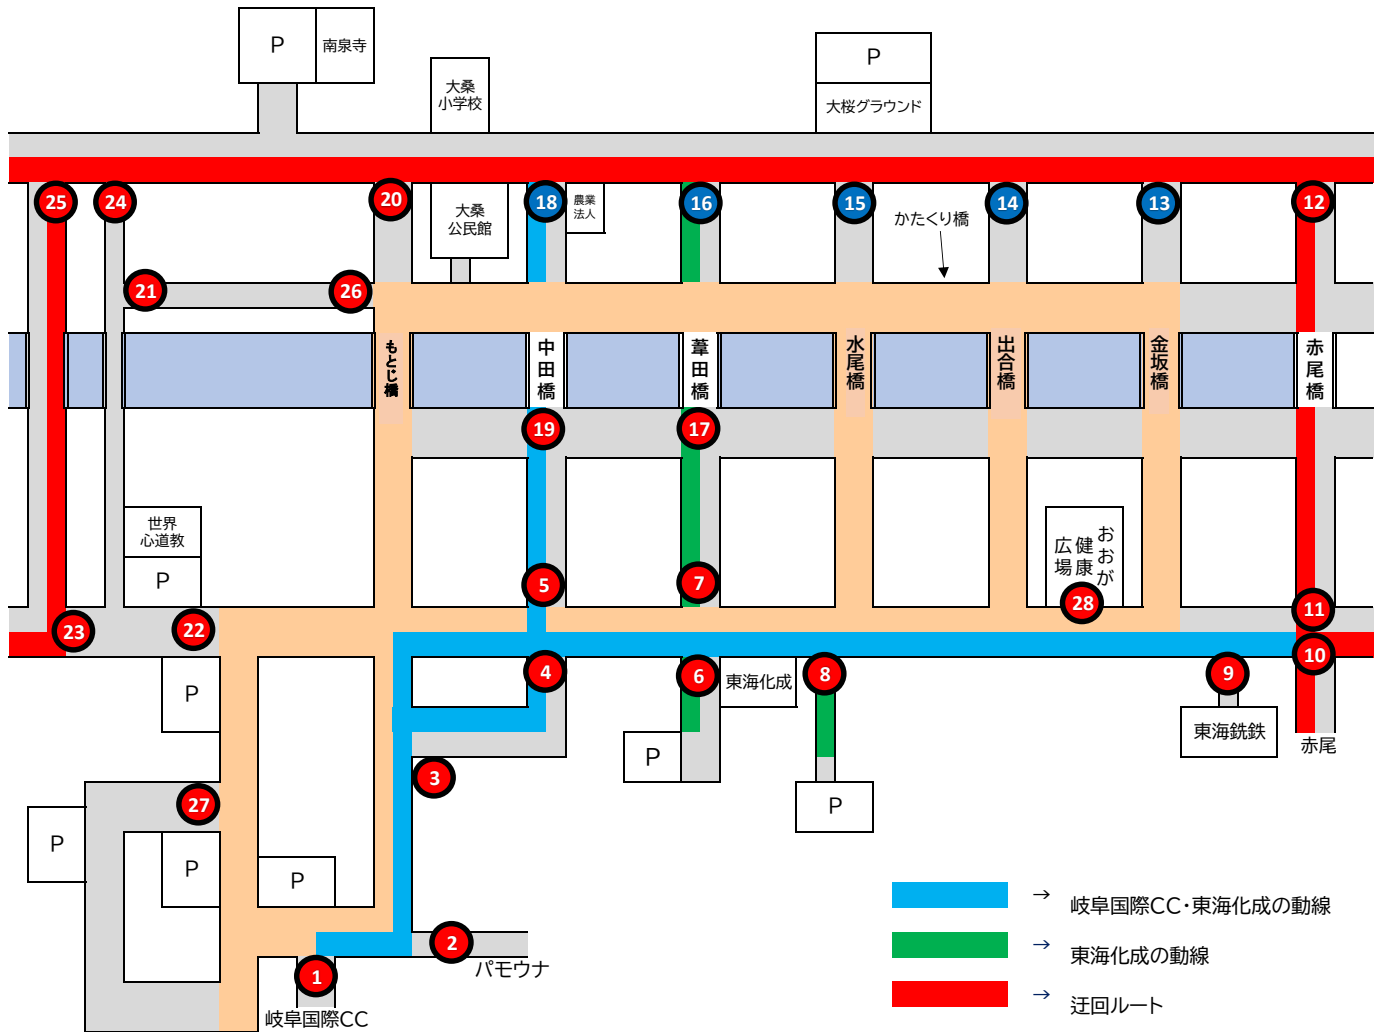 P
南泉寺
大桑
小学校
P
大桜グラウンド
25
24
20
大桑
公民館
18
農業
法人
16
15
かたくり橋
14
13
12
21
26
もとじ橋
中田橋
葦田橋
水尾橋
出合橋
金坂橋
赤尾橋
19
17
世界
心道教
P
5
7
おおが
健康
広場
28
11
23
22
P
4
6
東海化成
8
9
10
東海銑鉄
赤尾
P
3
27
P
P
P
P
P
2
パモウナ
1
岐阜国際CC
→ 岐阜国際CC・東海化成の動線
→ 東海化成の動線
→ 迂回ルート